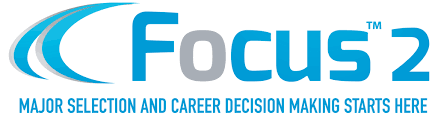 Focus™ 2
MAJOR SELECTION AND CAREER DECISION MAKING STARTS HERE